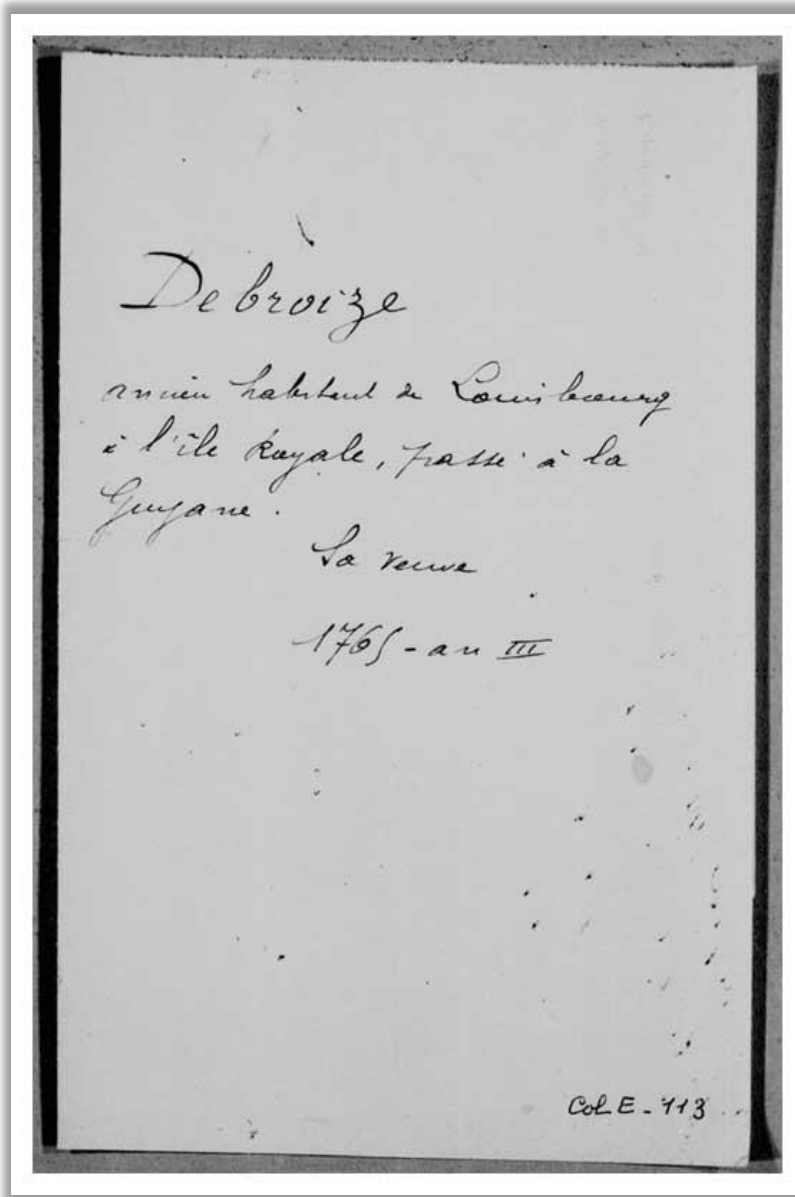 Debroize
ancien habitant de Louisbourg
à l'île Royale, passé à la
Guyane.
Sa veuve
1765 - an III
Col. E - 113